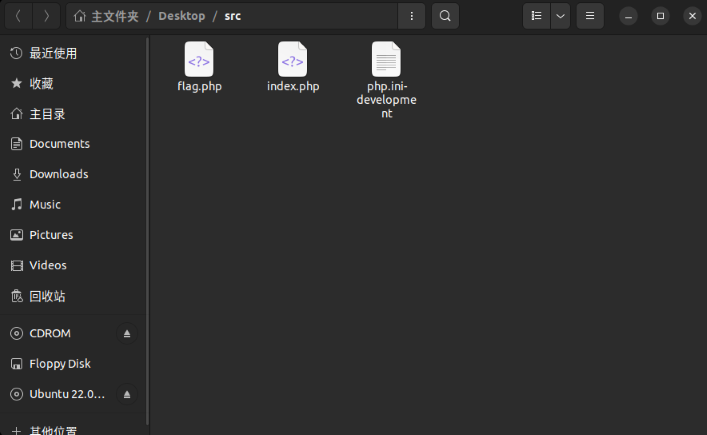 主文件夹 / Desktop / src
最近使用
收藏
主目录
Documents
Downloads
Music
Pictures
Videos
回收站
CDROM
Floppy Disk
Ubuntu 22.0…
其他位置
flag.php
index.php
php.ini-
developme
nt